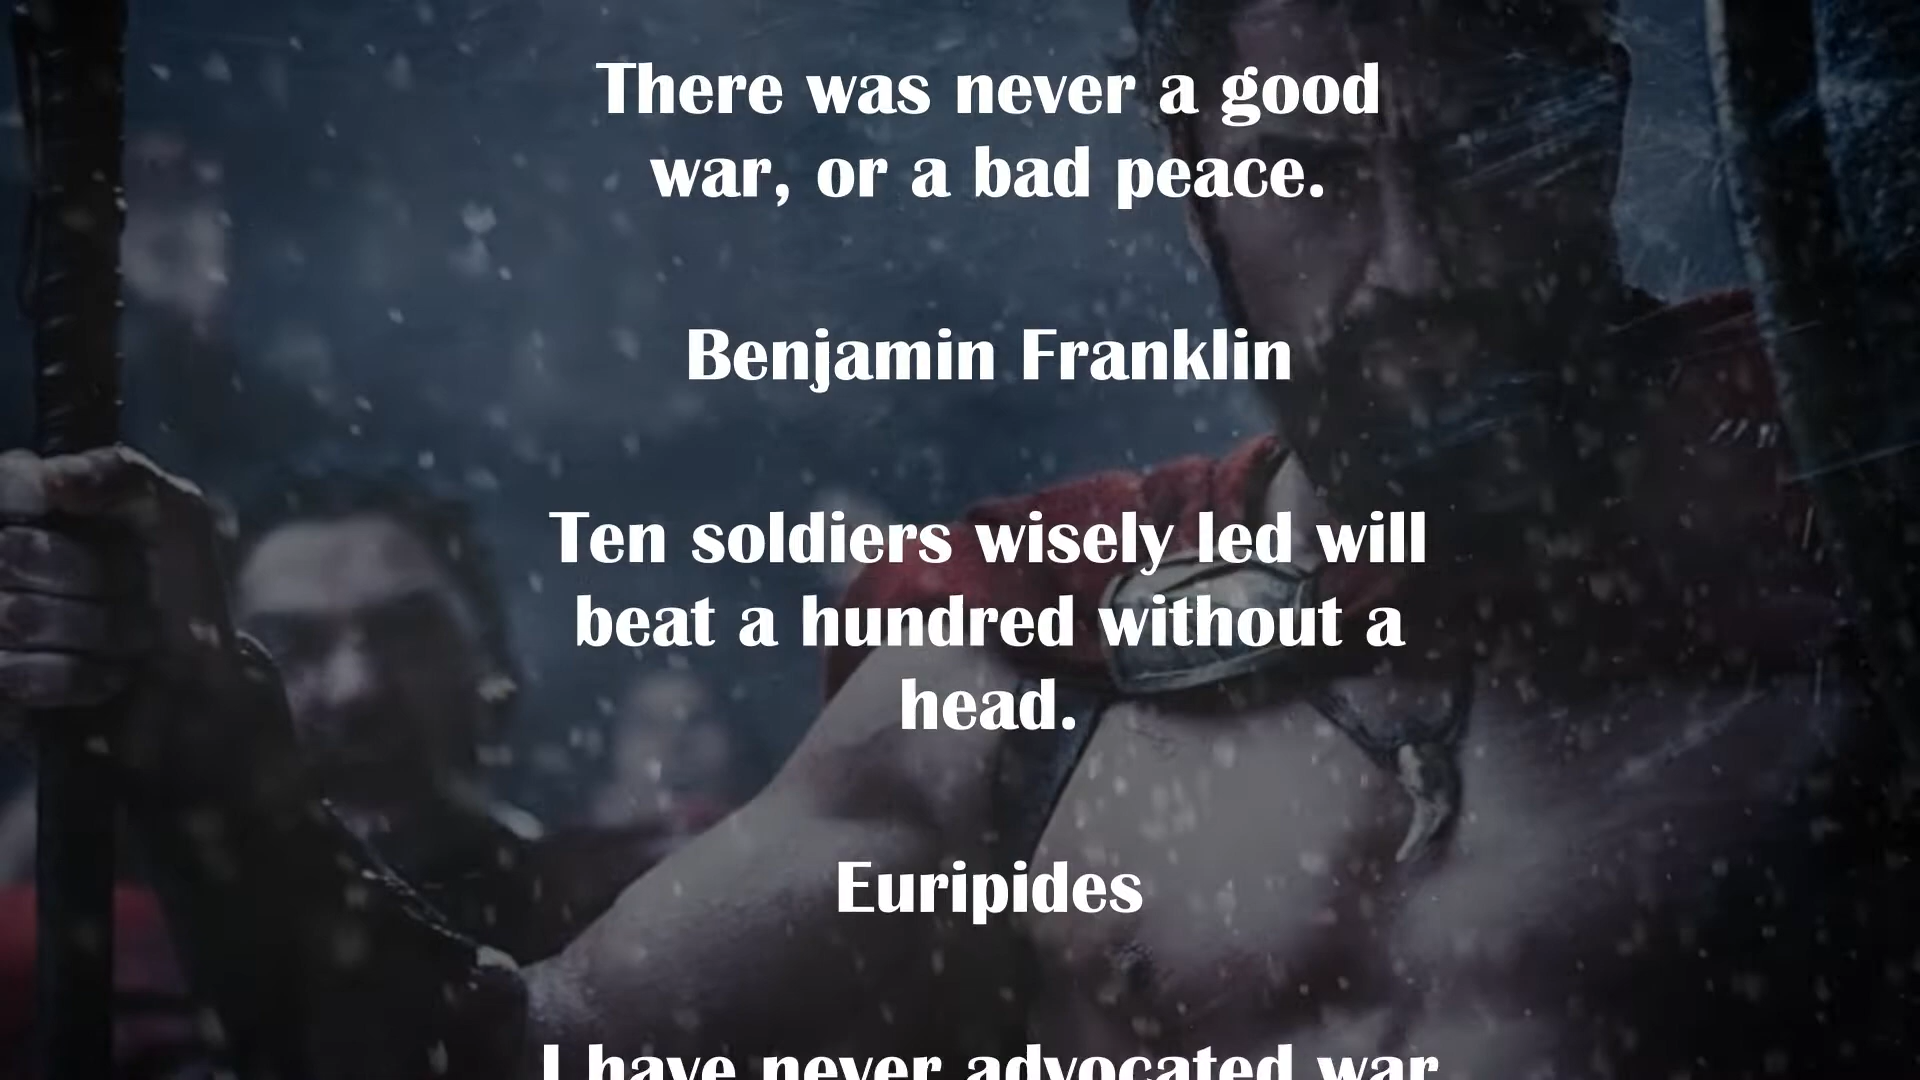 There was never a good
war, or a bad peace.
Benjamin Franklin
Ten soldiers wisely led will
beat a hundred without a
head.
Euripides
I have never advocated war